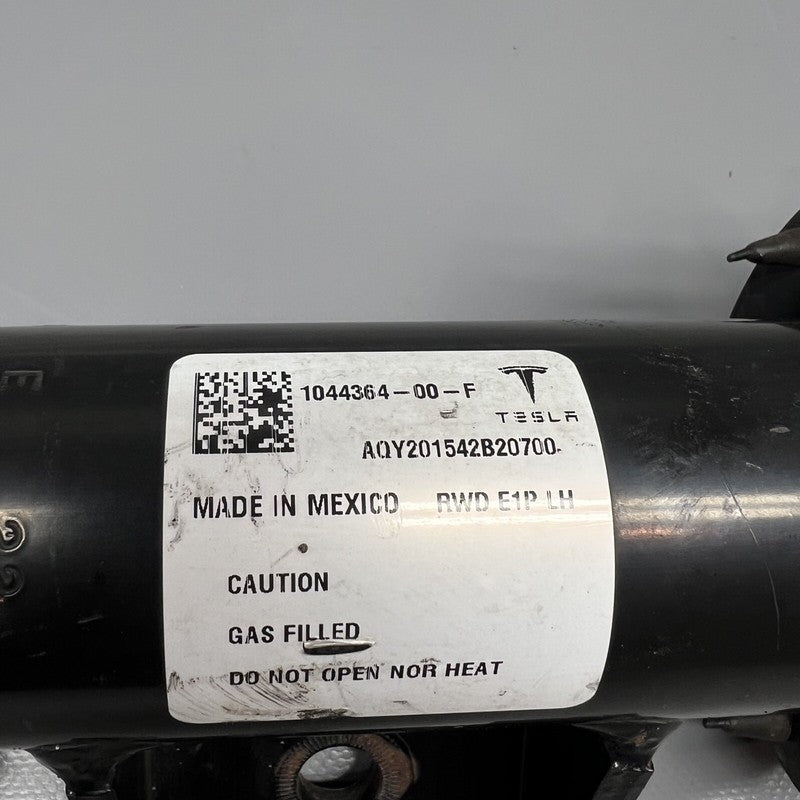 1044364-00-F
TESLA
AQY201542B20700
MADE IN MEXICO RWD E1P LH
CAUTION
GAS FILLED
DO NOT OPEN NOR HEAT